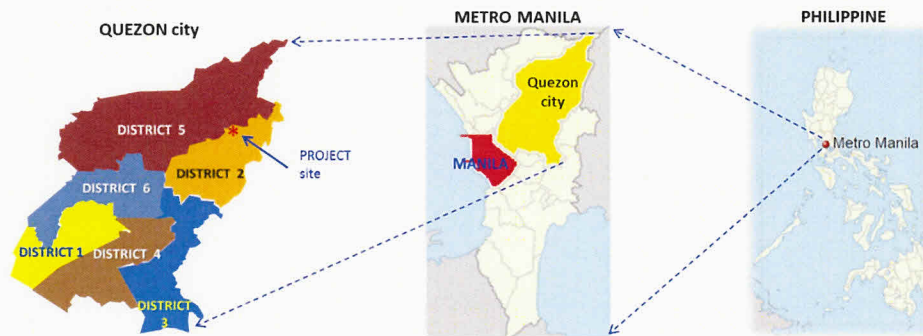 QUEZON city
METRO MANILA
PHILIPPINE
DISTRICT 5
*
PROJECT
site
DISTRICT 2
DISTRICT 6
DISTRICT 1
DISTRICT 4
DISTRICT
3
Quezon
city
MANILA
Metro Manila